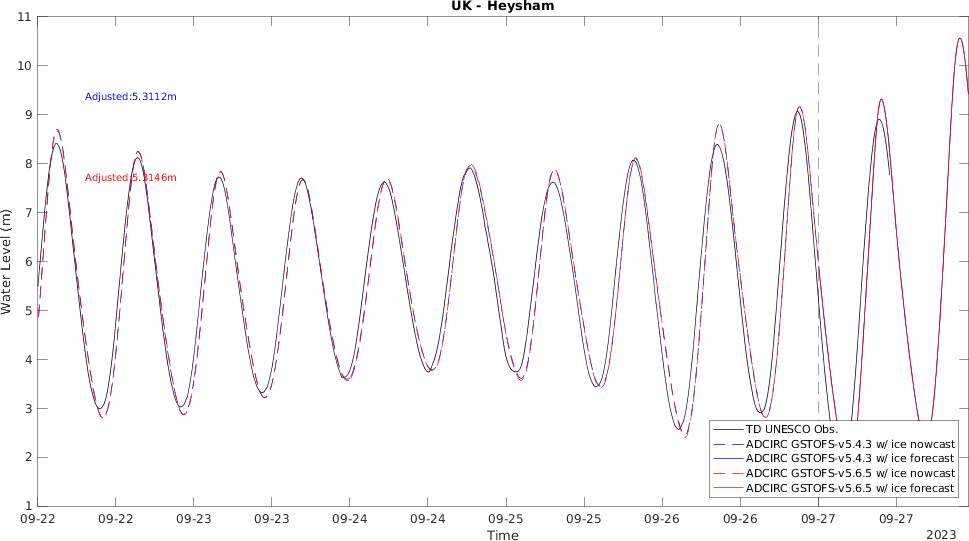 UK - Heysham
11
10
9
8
7
6
5
4
3
2
1
Water Level (m)
Adjusted:5.3112m
Adjusted:5.3146m
TD UNESCO Obs.
ADCIRC GSTOFS-v5.4.3 w/ ice nowcast
ADCIRC GSTOFS-v5.4.3 w/ ice forecast
ADCIRC GSTOFS-v5.6.5 w/ ice nowcast
ADCIRC GSTOFS-v5.6.5 w/ ice forecast
09-22 09-22 09-23 09-23 09-24 09-24 09-25 09-25 09-26 09-26 09-27 09-27
Time
2023